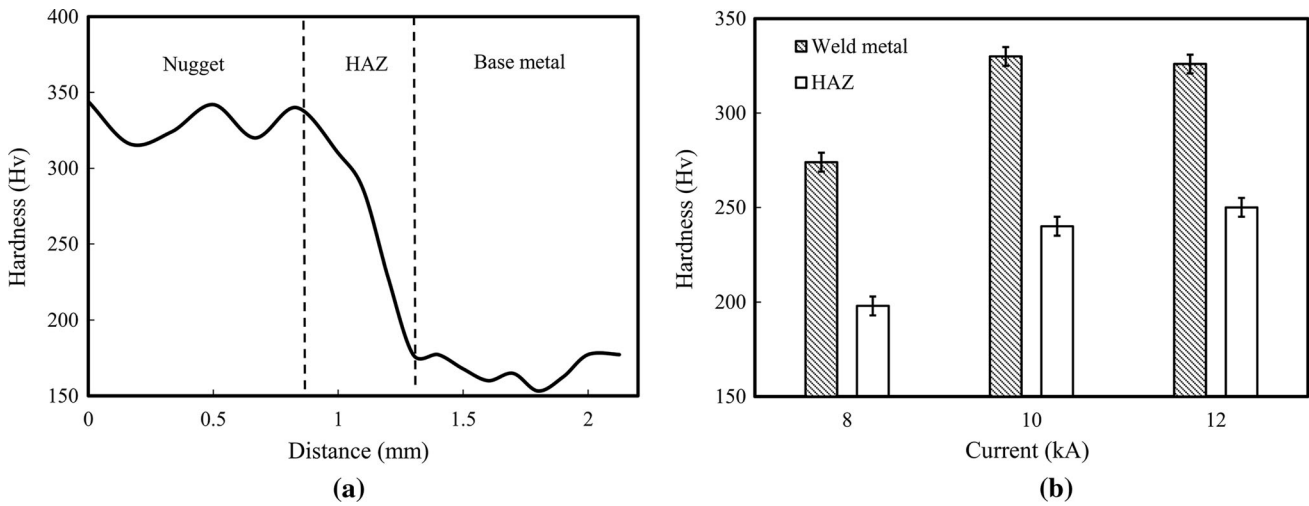 400
350
300
250
200
150
Hardness (Hv)
Nugget
HAZ
Base metal
0
0.5
1
1.5
2
Distance (mm)
(a)
400
350
300
250
200
150
Hardness (Hv)
Weld metal
HAZ
8
10
12
Current (kA)
(b)